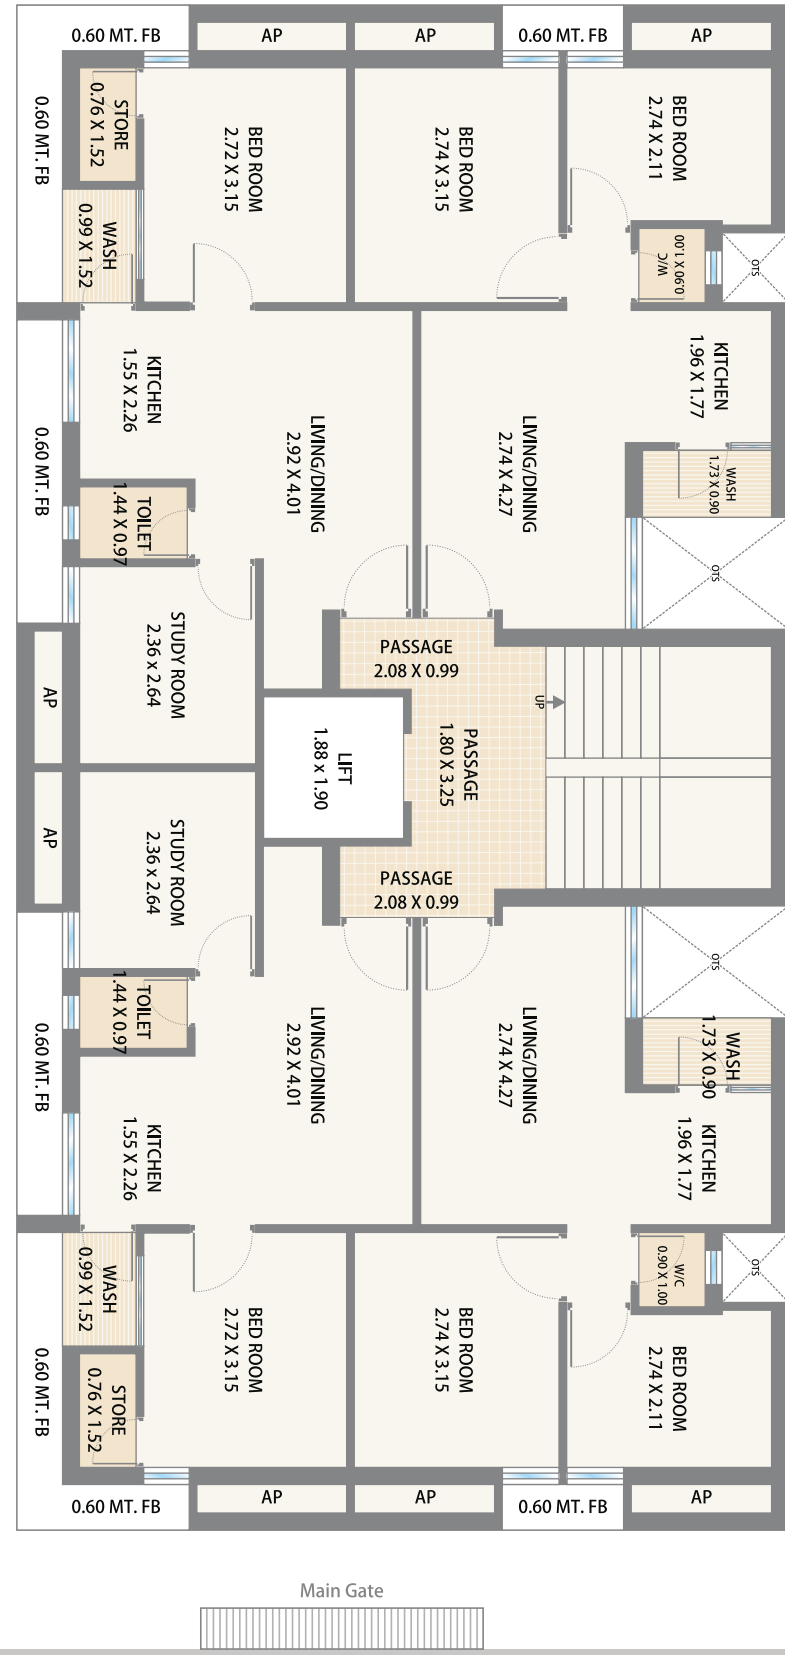 0.60 MT. FB
AP
AP
0.60 MT. FB
AP
0.60 MT. FB
STORE
0.76 X 1.52
BED ROOM
2.72 X 3.15
BED ROOM
2.74 X 3.15
BED ROOM
2.74 X 2.11
WASH
0.99 X 1.52
W/C
0.90 X 1.00
OTS
KITCHEN
1.55 X 2.26
LIVING/DINING
2.92 X 4.01
LIVING/DINING
2.74 X 4.27
KITCHEN
1.96 X 1.77
0.60 MT. FB
TOILET
1.44 X 0.97
WASH
1.73 X 0.90
OTS
STUDY ROOM
2.36 x 2.64
PASSAGE
2.08 X 0.99
AP
UP
LIFT
1.88 x 1.90
PASSAGE
1.80 X 3.25
AP
STUDY ROOM
2.36 x 2.64
PASSAGE
2.08 X 0.99
OTS
TOILET
1.44 X 0.97
LIVING/DINING
2.92 X 4.01
LIVING/DINING
2.74 X 4.27
WASH
1.73 X 0.90
0.60 MT. FB
KITCHEN
1.55 X 2.26
KITCHEN
1.96 X 1.77
WASH
0.99 X 1.52
W/C
0.90 X 1.00
OTS
0.60 MT. FB
STORE
0.76 X 1.52
BED ROOM
2.72 X 3.15
BED ROOM
2.74 X 3.15
BED ROOM
2.74 X 2.11
0.60 MT. FB
AP
AP
0.60 MT. FB
AP
Main Gate